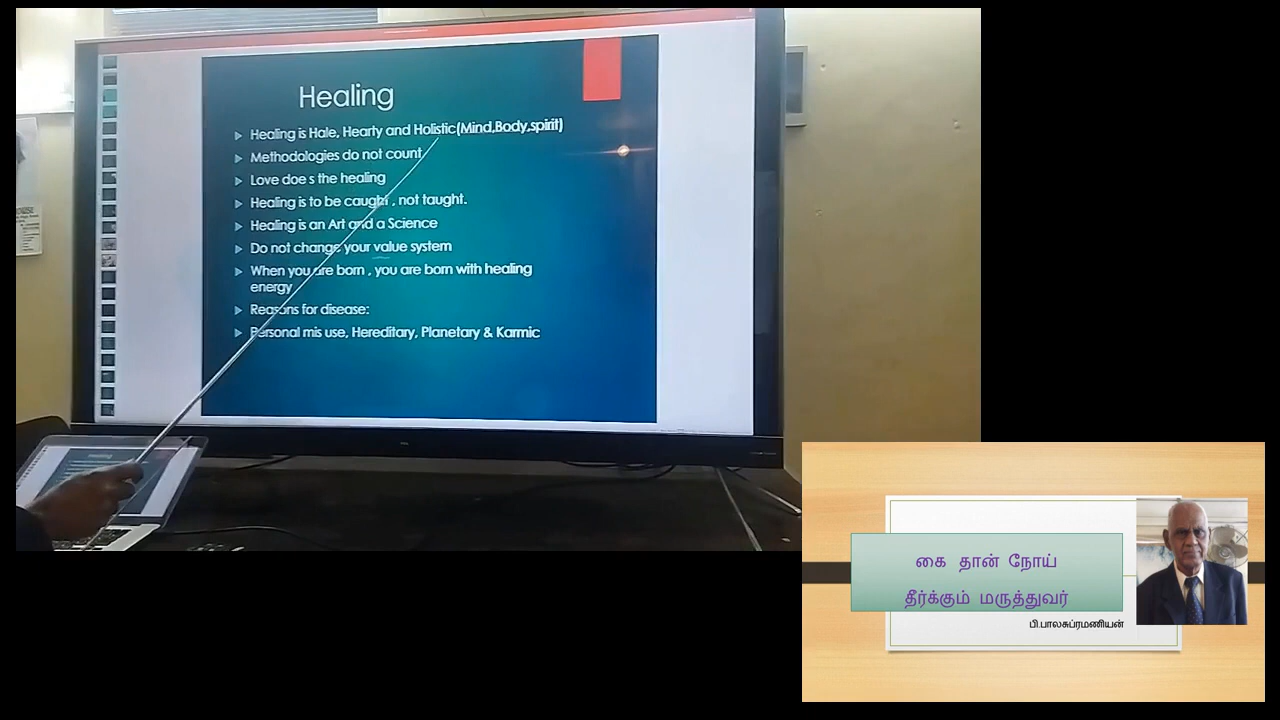 Healing
Healing is Hale, Hearty and Holistic(Mind,Body,spirit)
Methodologies do not count
Love doe s the healing
Healing is to be caught , not taught.
Healing is an Art and a Science
Do not change your value system
When you are born , you are born with healing
energy
Reasons for disease:
Personal mis use, Hereditary, Planetary & Karmic
கை தான் நோய்
தீர்க்கும் மருத்துவர்
பி.பாலசுப்ரமணியன்